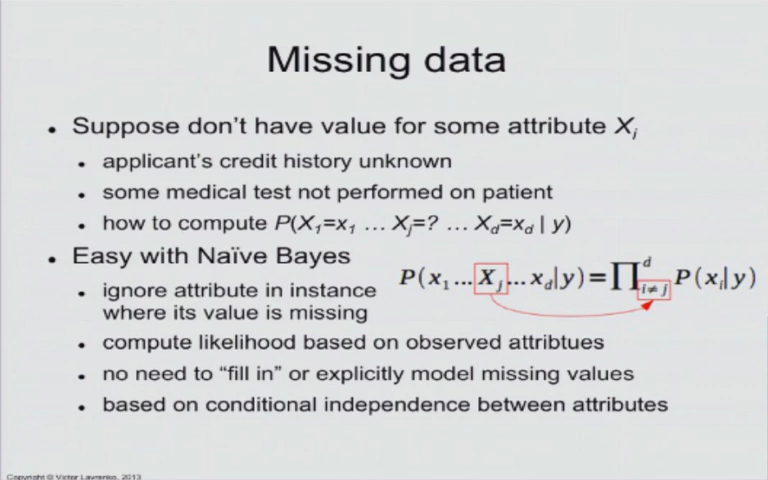 Missing data
• Suppose don't have value for some attribute Xj
• applicant's credit history unknown
• some medical test not performed on patient
• how to compute P(X1=x1 … Xj=? … Xd=xd | y)
• Easy with Naïve Bayes
P(x1…Xj…xd|y)=∏ d i≠j P(xi|y)
• ignore attribute in instance
where its value is missing
• compute likelihood based on observed attribtues
• no need to “fill in” or explicitly model missing values
• based on conditional independence between attributes
Copyright © Victor Lavrenko, 2013